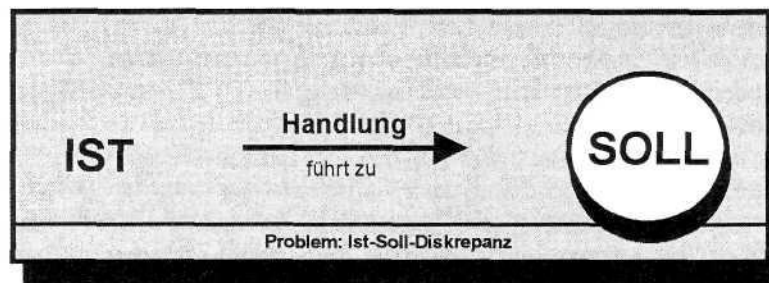 Handlung
IST
SOLL
führt zu
Problem: Ist-Soll-Diskrepanz